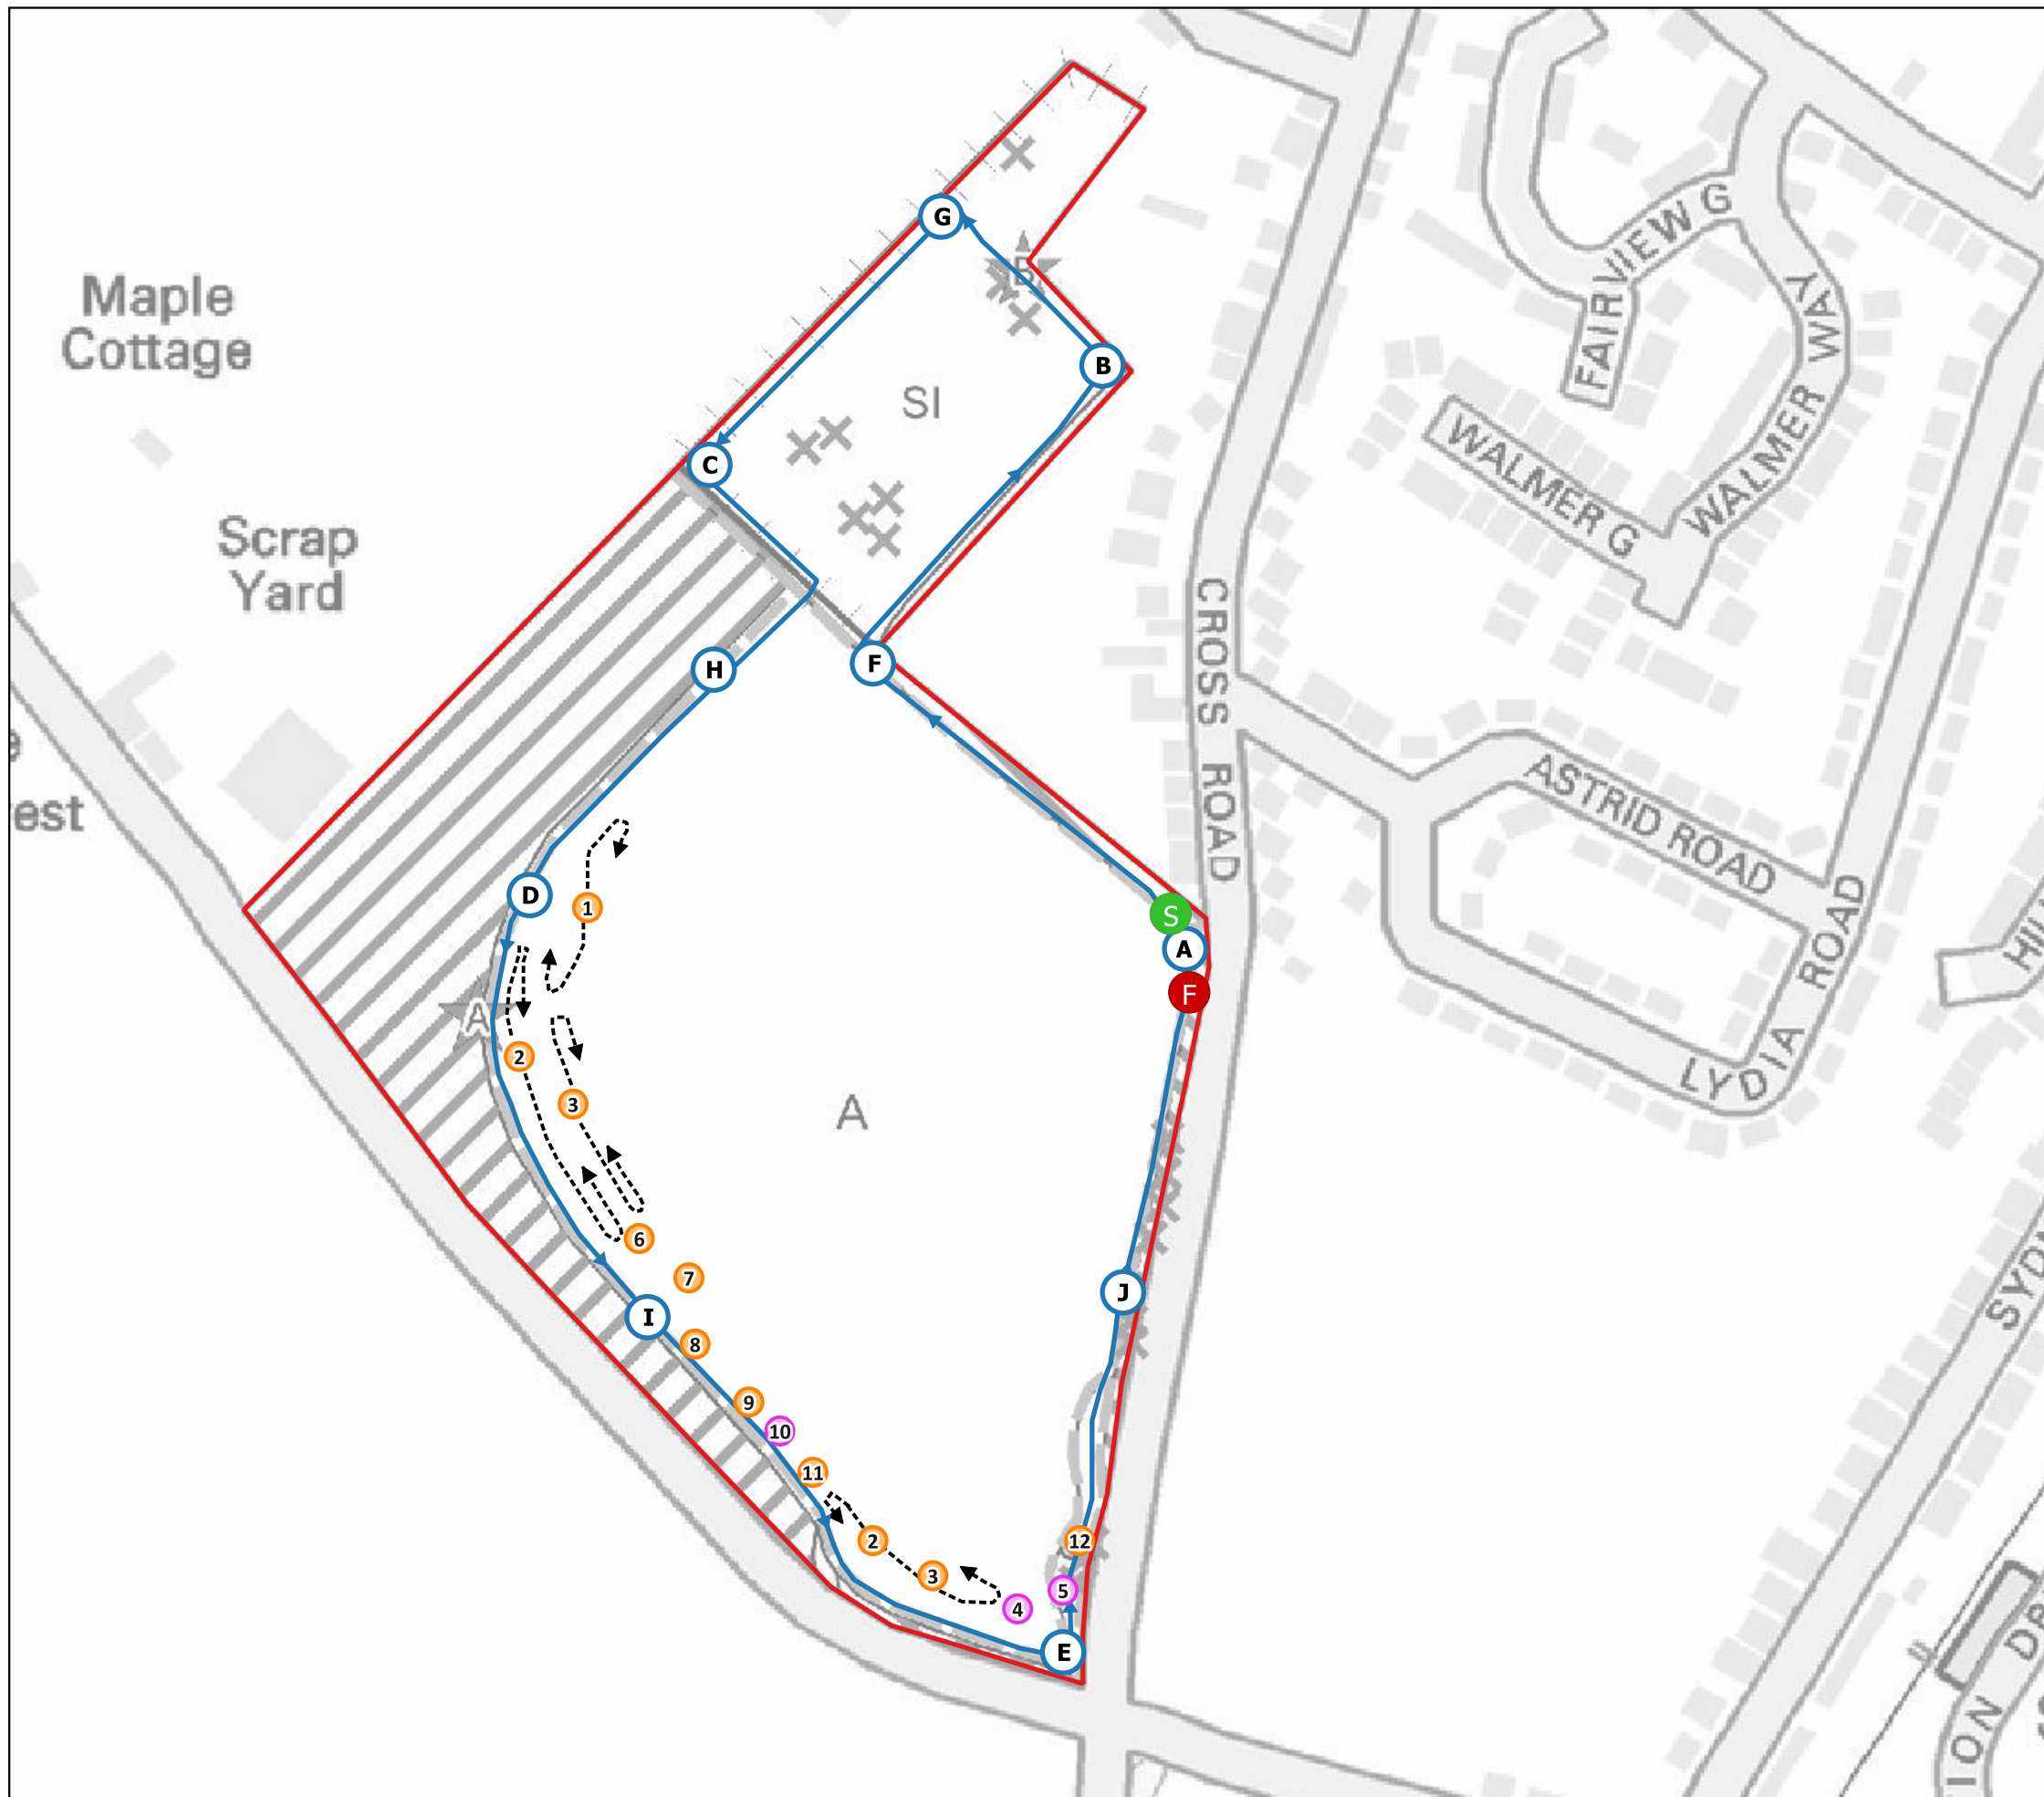 G
B
B
SI
Maple
Cottage
C
FAIRVIEW G
WALMER WAY
WALMER G
Scrap
Yard
CROSS ROAD
H
F
est
ASTRID ROAD
D
1
S
A
F
A
2
3
A
LYDIA ROAD
6
7
J
I
8
9
10
11
2
12
3
5
4
E